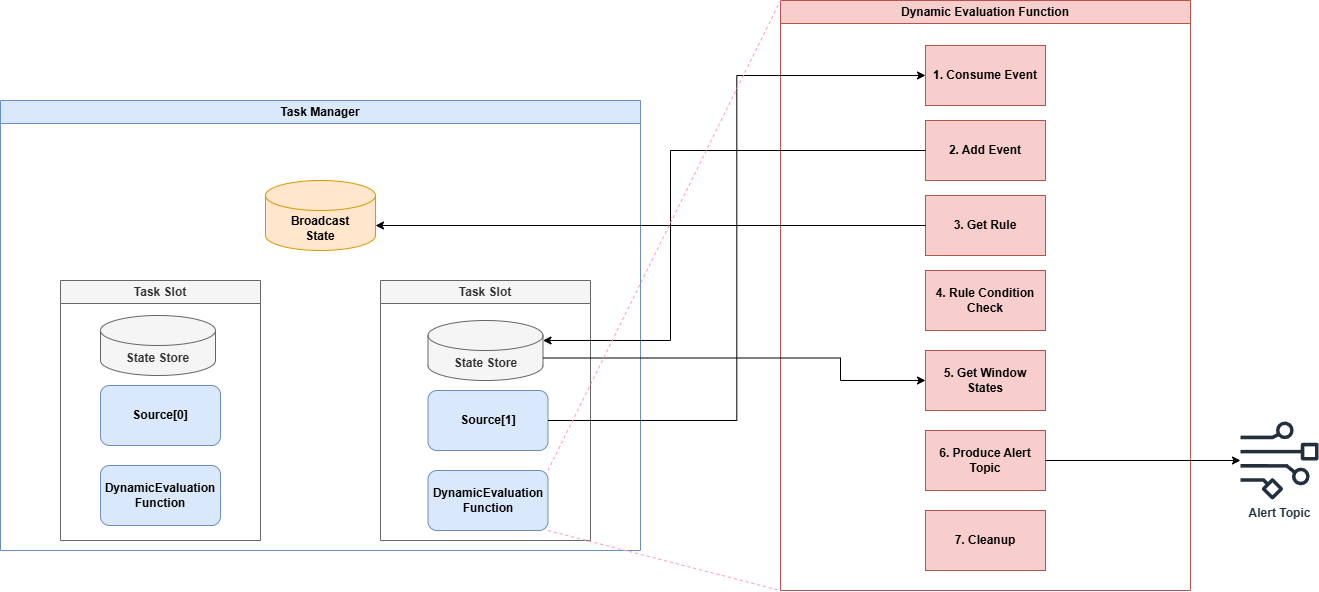 Dynamic Evaluation Function
1. Consume Event
2. Add Event
3. Get Rule
4. Rule Condition
Check
5. Get Window
States
6. Produce Alert
Topic
7. Cleanup
Alert Topic
Task Manager
Broadcast
State
Task Slot
State Store
Source[0]
DynamicEvaluation
Function
Task Slot
State Store
Source[1]
DynamicEvaluation
Function